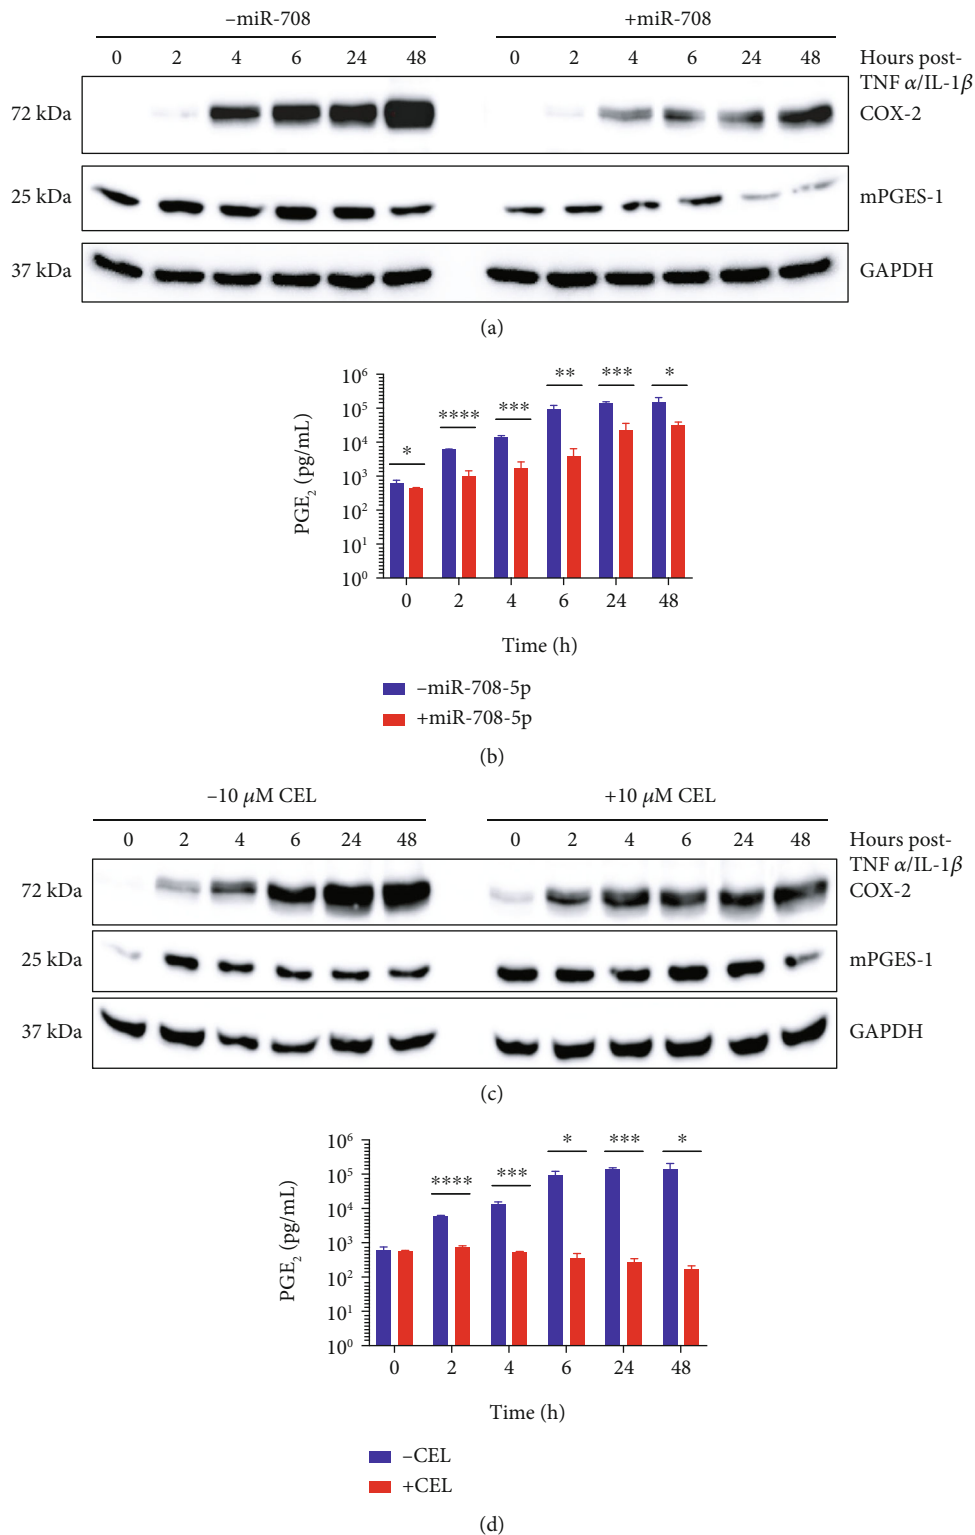 –miR-708 +miR-708
0 2 4 6 24 48 0 2 4 6 24 48 Hours post-
TNF α/IL-1β
72 kDa COX-2
25 kDa mPGES-1
37 kDa GAPDH
(a)
PGE₂ (pg/mL)
10⁶
10⁵
10⁴
10³
10²
10¹
10⁰
* **** *** ** *** *
0 2 4 6 24 48
Time (h)
–miR-708-5p
+miR-708-5p
(b)
–10 μM CEL +10 μM CEL
0 2 4 6 24 48 0 2 4 6 24 48 Hours post-
TNF α/IL-1β
72 kDa COX-2
25 kDa mPGES-1
37 kDa GAPDH
(c)
PGE₂ (pg/mL)
10⁶
10⁵
10⁴
10³
10²
10¹
10⁰
**** *** * *** *
0 2 4 6 24 48
Time (h)
–CEL
+CEL
(d)